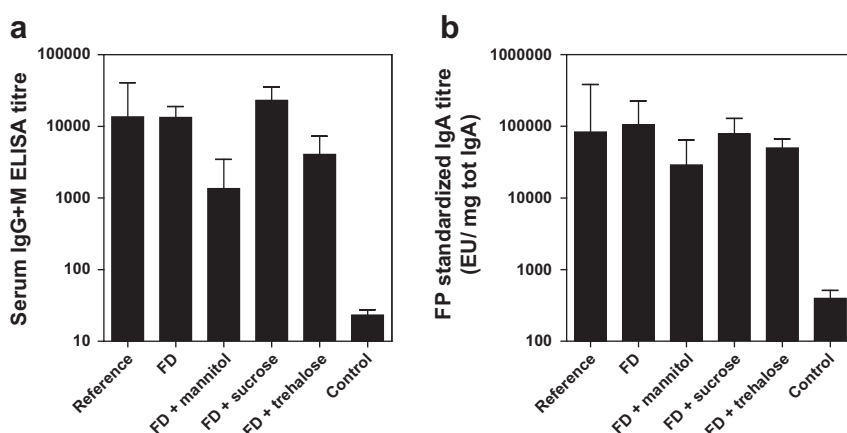 a
Serum IgG+M ELISA titre
100000
10000
1000
100
10
Reference
FD
FD + mannitol
FD + sucrose
FD + trehalose
Control
b
FP standardized IgA titre
(EU/ mg tot IgA)
1000000
100000
10000
1000
100
Reference
FD
FD + mannitol
FD + sucrose
FD + trehalose
Control